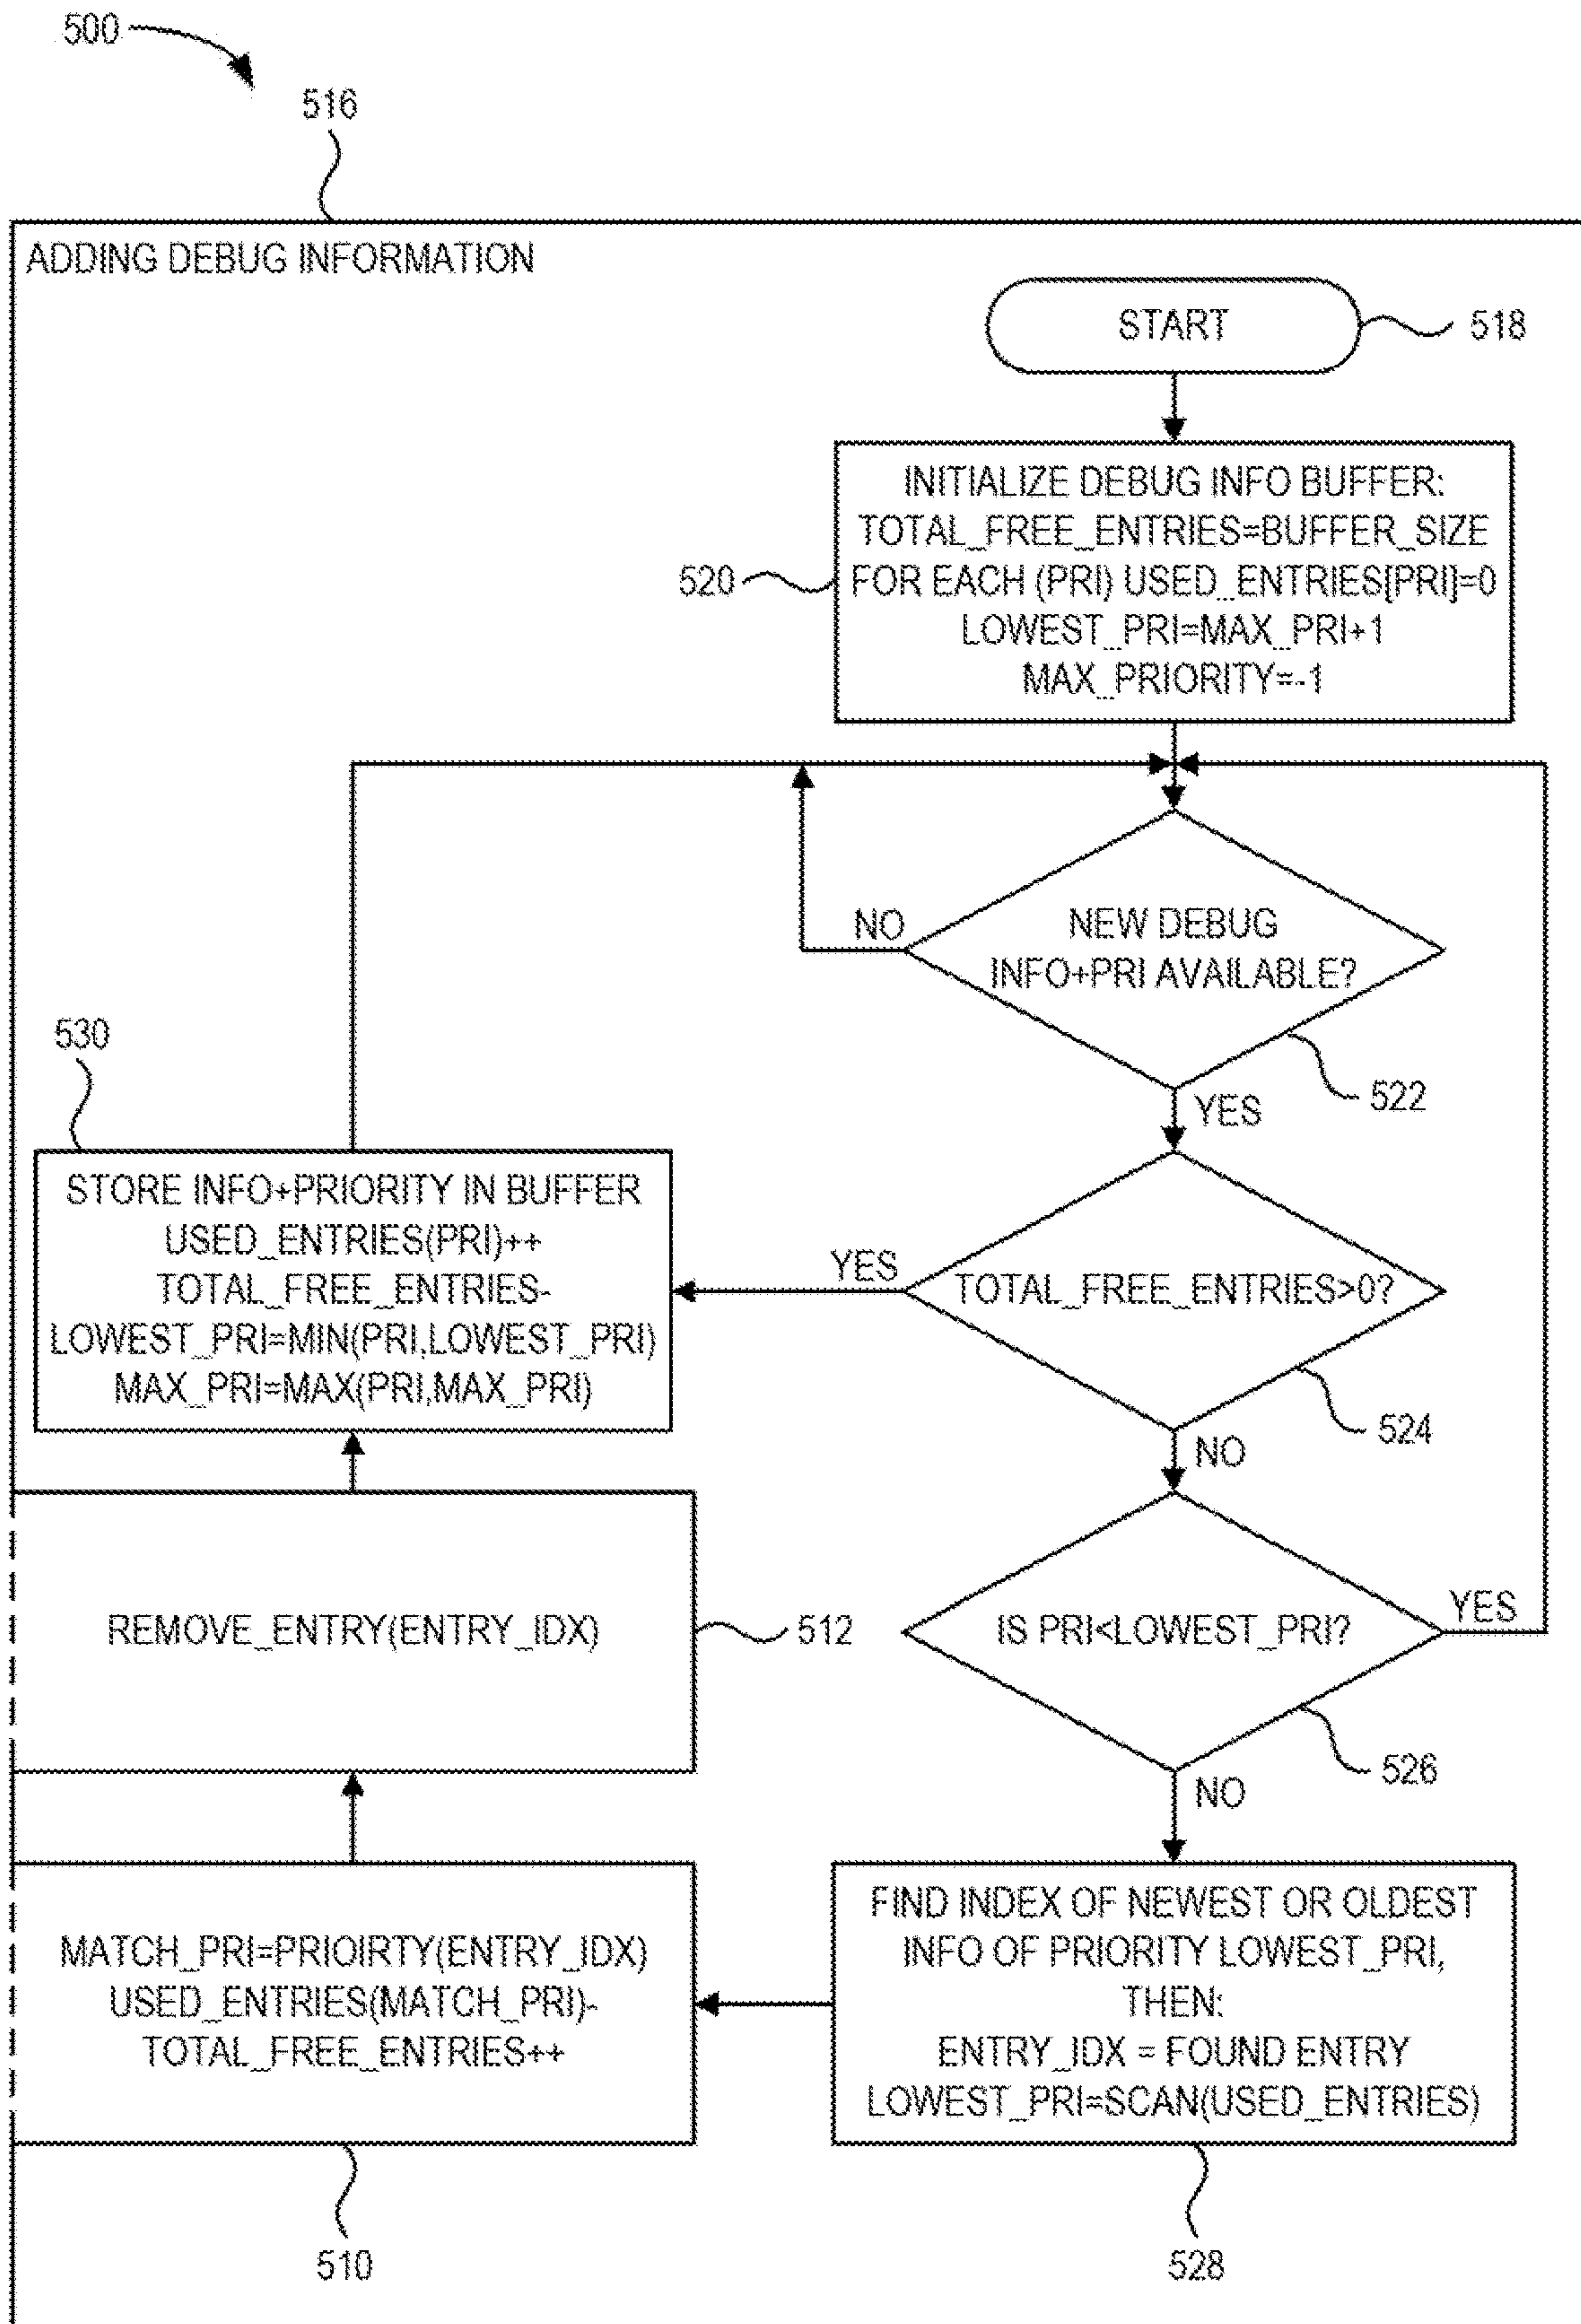 500
516
ADDING DEBUG INFORMATION
START
518
INITIALIZE DEBUG INFO BUFFER:
TOTAL_FREE_ENTRIES=BUFFER_SIZE
FOR EACH (PRI) USED_ENTRIES[PRI]=0
LOWEST_PRI=MAX_PRI+1
MAX_PRIORITY=-1
520
NO
NEW DEBUG
INFO+PRI AVAILABLE?
522
YES
530
STORE INFO+PRIORITY IN BUFFER
USED_ENTRIES(PRI)++
TOTAL_FREE_ENTRIES-
LOWEST_PRI=MIN(PRI,LOWEST_PRI)
MAX_PRI=MAX(PRI,MAX_PRI)
YES
TOTAL_FREE_ENTRIES>0?
524
NO
REMOVE_ENTRY(ENTRY_IDX)
512
IS PRI<LOWEST_PRI?
YES
526
NO
MATCH_PRI=PRIOIRTY(ENTRY_IDX)
USED_ENTRIES(MATCH_PRI)-
TOTAL_FREE_ENTRIES++
510
FIND INDEX OF NEWEST OR OLDEST
INFO OF PRIORITY LOWEST_PRI,
THEN:
ENTRY_IDX = FOUND ENTRY
LOWEST_PRI=SCAN(USED_ENTRIES)
528